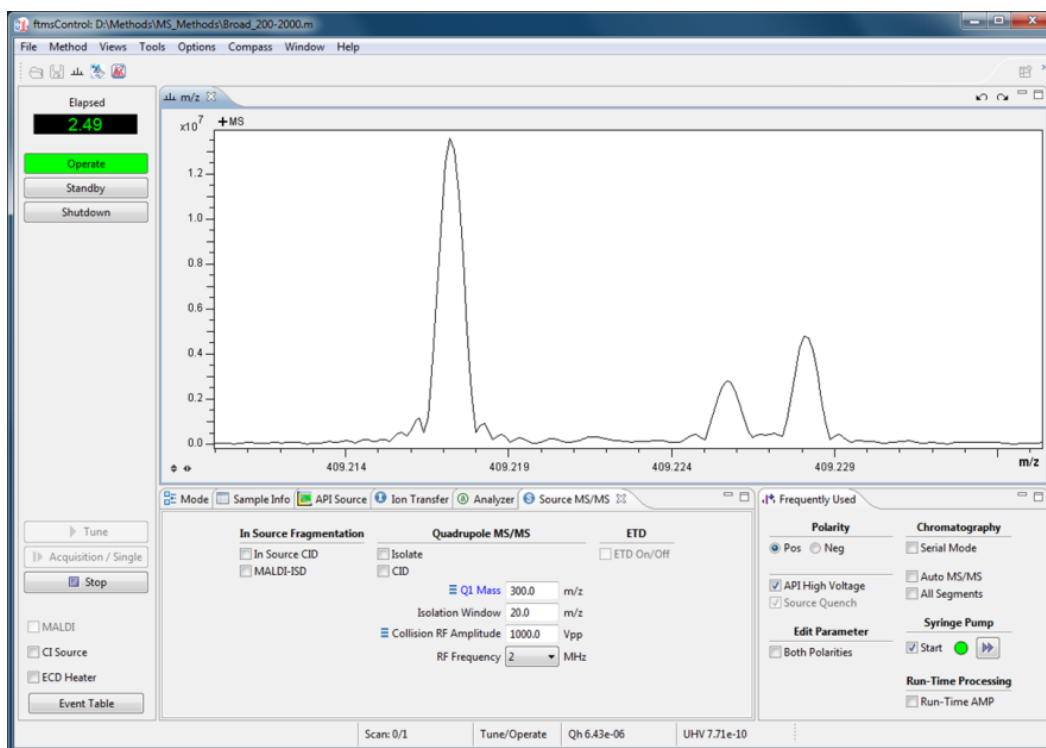 ftmsControl: D:\Methods\MS_Methods\Broad_200-2000.m
File Method Views Tools Options Compass Window Help
Elapsed
2.49
Operate
Standby
Shutdown
Tune
Acquisition / Single
Stop
MALDI
CI Source
ECD Heater
Event Table
m/z
x10^7 +MS
1.2
1.0
0.8
0.6
0.4
0.2
0.0
409.214 409.219 409.224 409.229 m/z
Mode Sample Info API Source Ion Transfer Analyzer Source MS/MS
In Source Fragmentation Quadrupole MS/MS ETD
In Source CID Isolate ETD On/Off
MALDI-ISD CID
Q1 Mass 300.0 m/z
Isolation Window 20.0 m/z
Collision RF Amplitude 1000.0 Vpp
RF Frequency 2 MHz
Frequently Used
Polarity
Pos Neg
API High Voltage
Source Quench
Edit Parameter
Both Polarities
Chromatography
Serial Mode
Auto MS/MS
All Segments
Syringe Pump
Start
Run-Time Processing
Run-Time AMP
Scan: 0/1 Tune/Operate Qh 6.43e-06 UHV 7.71e-10